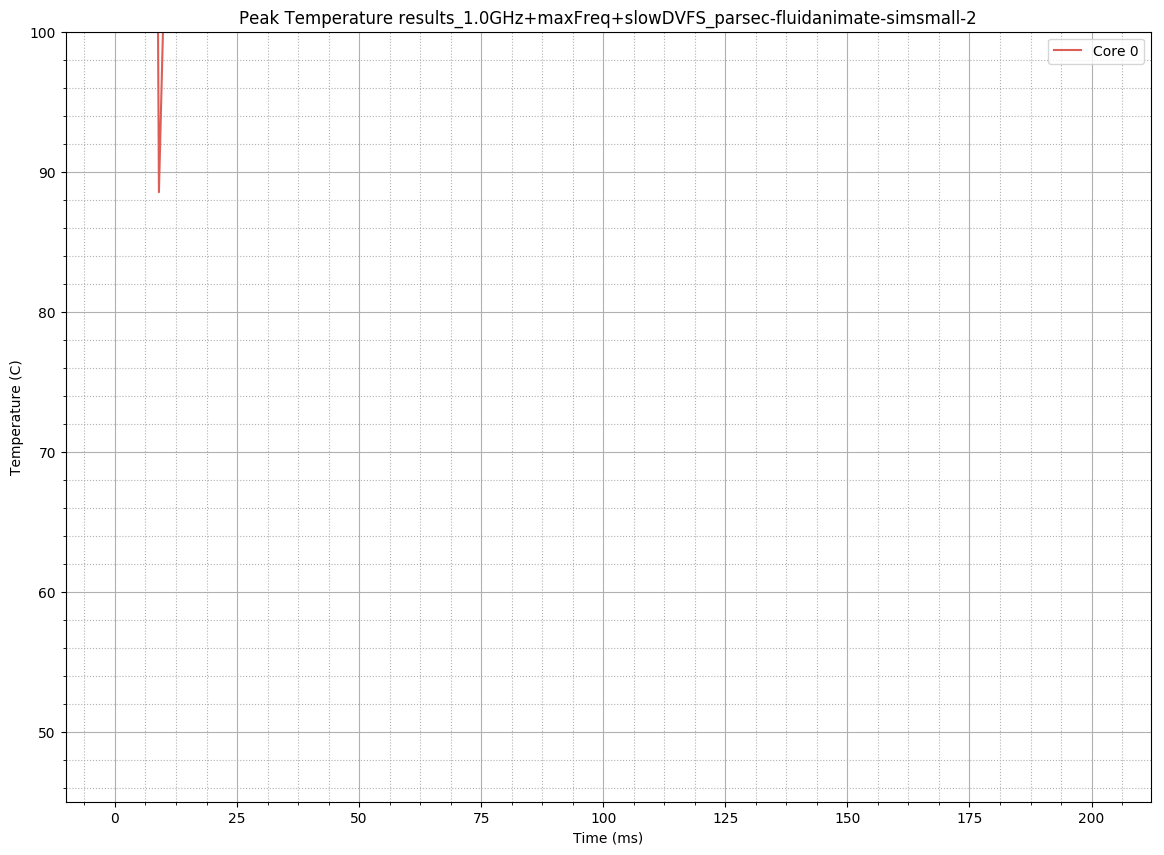 Peak Temperature results_1.0GHz+maxFreq+slowDVFS_parsec-fluidanimate-simsmall-2
Core 0
100
90
80
70
60
50
Temperature (C)
0 25 50 75 100 125 150 175 200
Time (ms)